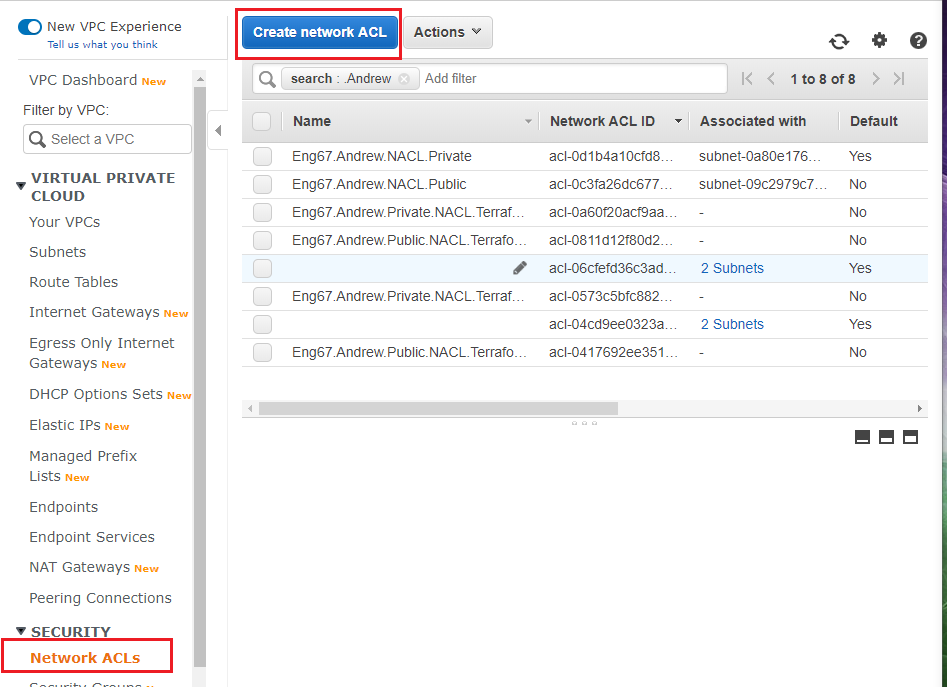 New VPC Experience
Tell us what you think
VPC Dashboard New
Filter by VPC:
Select a VPC
VIRTUAL PRIVATE
CLOUD
Your VPCs
Subnets
Route Tables
Internet Gateways New
Egress Only Internet
Gateways New
DHCP Option Sets New
Elastic IPs New
Managed Prefix
Lists New
Endpoints
Endpoint Services
NAT Gateways New
Peering Connections
SECURITY
Network ACLs
Security Groups
Create network ACL Actions
search : .Andrew Add filter 1 to 8 of 8
Name Network ACL ID Associated with Default
Eng67.Andrew.NACL.Private acl-0d1b4a10cfd8... subnet-0a80e176... Yes
Eng67.Andrew.NACL.Public acl-0c3fa26dc677... subnet-09c2979c7... No
Eng67.Andrew.Private.NACL.Terraf... acl-0a60f20acf9aa... - No
Eng67.Andrew.Public.NACL.Terrafo... acl-0811d12f80d2... - No
acl-06cfefd36c3ad... 2 Subnets Yes
Eng67.Andrew.Private.NACL.Terraf... acl-0573c5bfc882... - No
acl-04cd9ee0323a... 2 Subnets Yes
Eng67.Andrew.Public.NACL.Terrafo... acl-0417692ee351... - No